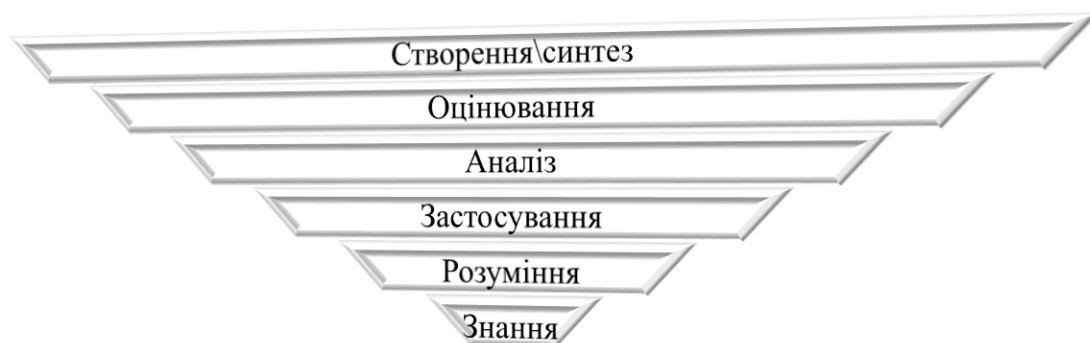 Створення\синтез
Оцінювання
Аналіз
Застосування
Розуміння
Знання